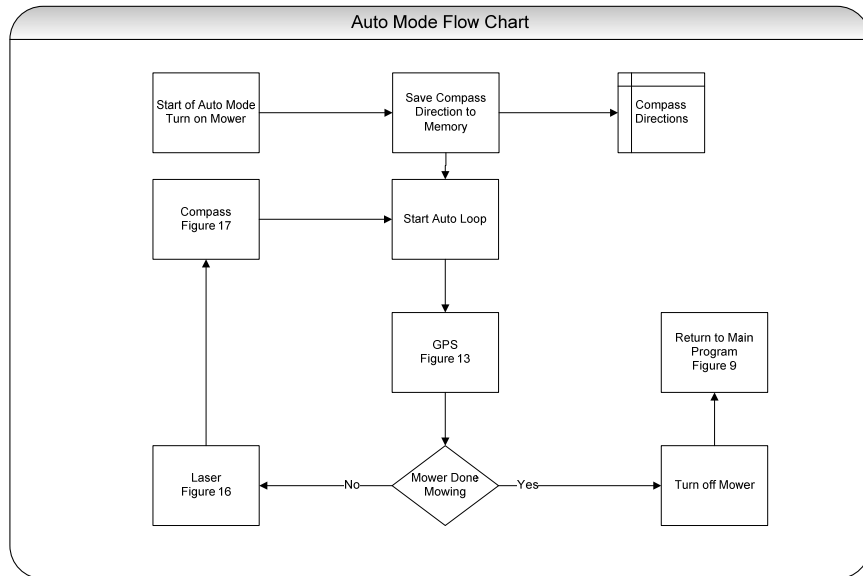 Auto Mode Flow Chart
Start of Auto Mode
Turn on Mower
Save Compass
Direction to
Memory
Compass
Directions
Compass
Figure 17
Start Auto Loop
GPS
Figure 13
Return to Main
Program
Figure 9
Laser
Figure 16
No
Mower Done
Mowing
Yes
Turn off Mower